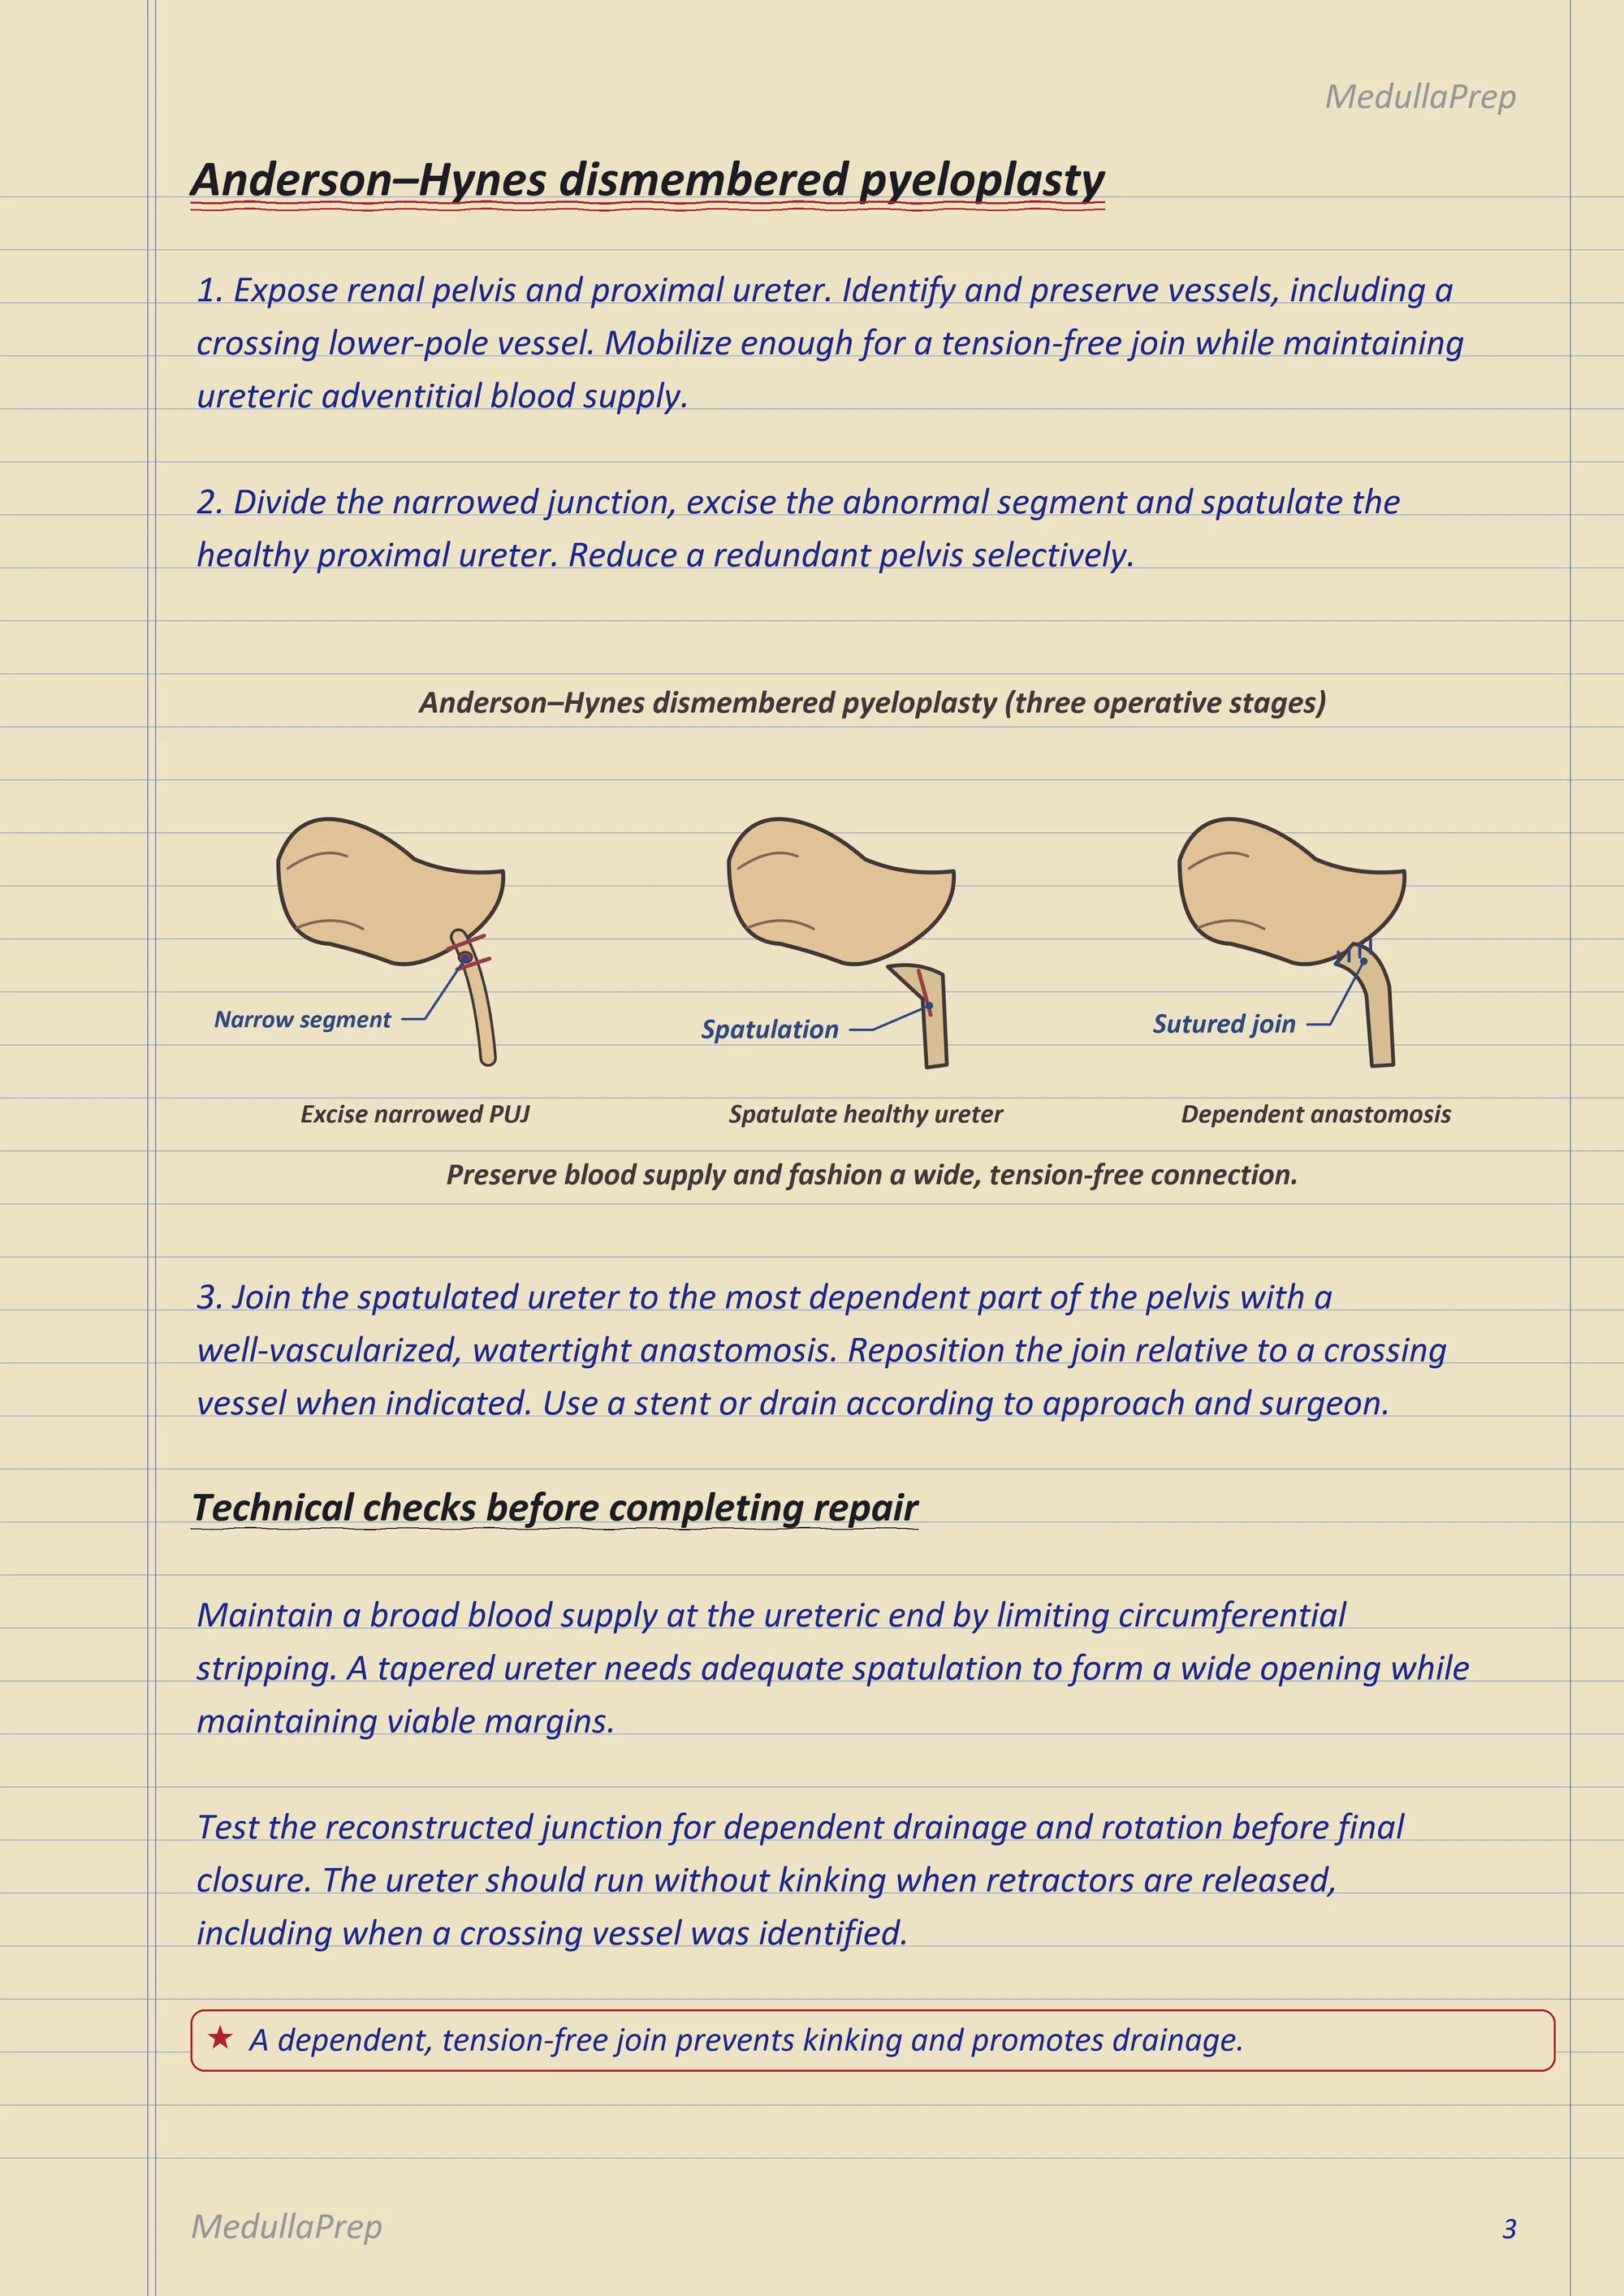 MedullaPrep
Anderson–Hynes dismembered pyeloplasty
1. Expose renal pelvis and proximal ureter. Identify and preserve vessels, including a
crossing lower-pole vessel. Mobilize enough for a tension-free join while maintaining
ureteric adventitial blood supply.
2. Divide the narrowed junction, excise the abnormal segment and spatulate the
healthy proximal ureter. Reduce a redundant pelvis selectively.
Anderson–Hynes dismembered pyeloplasty (three operative stages)
Narrow segment
Spatulation
Sutured join
Excise narrowed PUJ
Spatulate healthy ureter
Dependent anastomosis
Preserve blood supply and fashion a wide, tension-free connection.
3. Join the spatulated ureter to the most dependent part of the pelvis with a
well-vascularized, watertight anastomosis. Reposition the join relative to a crossing
vessel when indicated. Use a stent or drain according to approach and surgeon.
Technical checks before completing repair
Maintain a broad blood supply at the ureteric end by limiting circumferential
stripping. A tapered ureter needs adequate spatulation to form a wide opening while
maintaining viable margins.
Test the reconstructed junction for dependent drainage and rotation before final
closure. The ureter should run without kinking when retractors are released,
including when a crossing vessel was identified.
★ A dependent, tension-free join prevents kinking and promotes drainage.
MedullaPrep
3